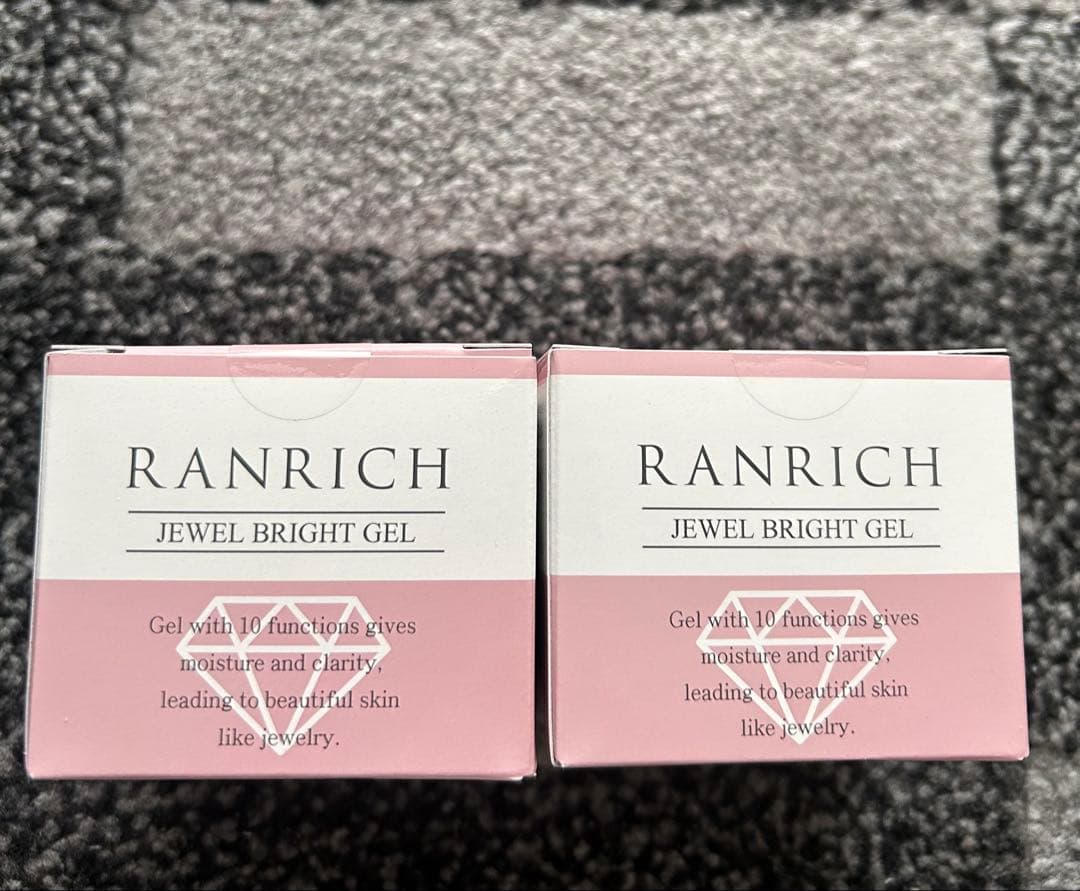 RANRICH
JEWEL BRIGHT GEL
Gel with 10 functions gives
moisture and clarity,
leading to beautiful skin
like jewelry.
RANRICH
JEWEL BRIGHT GEL
Gel with 10 functions gives
moisture and clarity,
leading to beautiful skin
like jewelry.